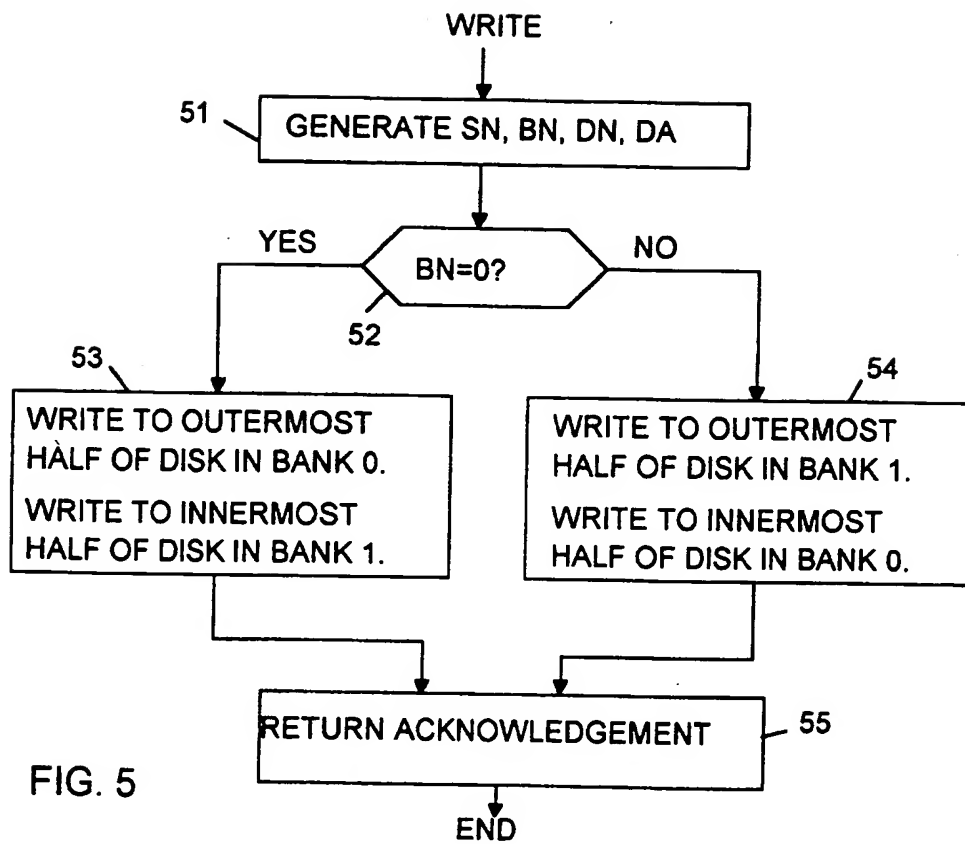 WRITE
51
GENERATE SN, BN, DN, DA
YES
BN=0?
NO
52
53
WRITE TO OUTERMOST
HÀLF OF DISK IN BANK 0.
WRITE TO INNERMOST
HALF OF DISK IN BANK 1.
54
WRITE TO OUTERMOST
HALF OF DISK IN BANK 1.
WRITE TO INNERMOST
HALF OF DISK IN BANK 0.
RETURN ACKNOWLEDGEMENT
55
FIG. 5
END